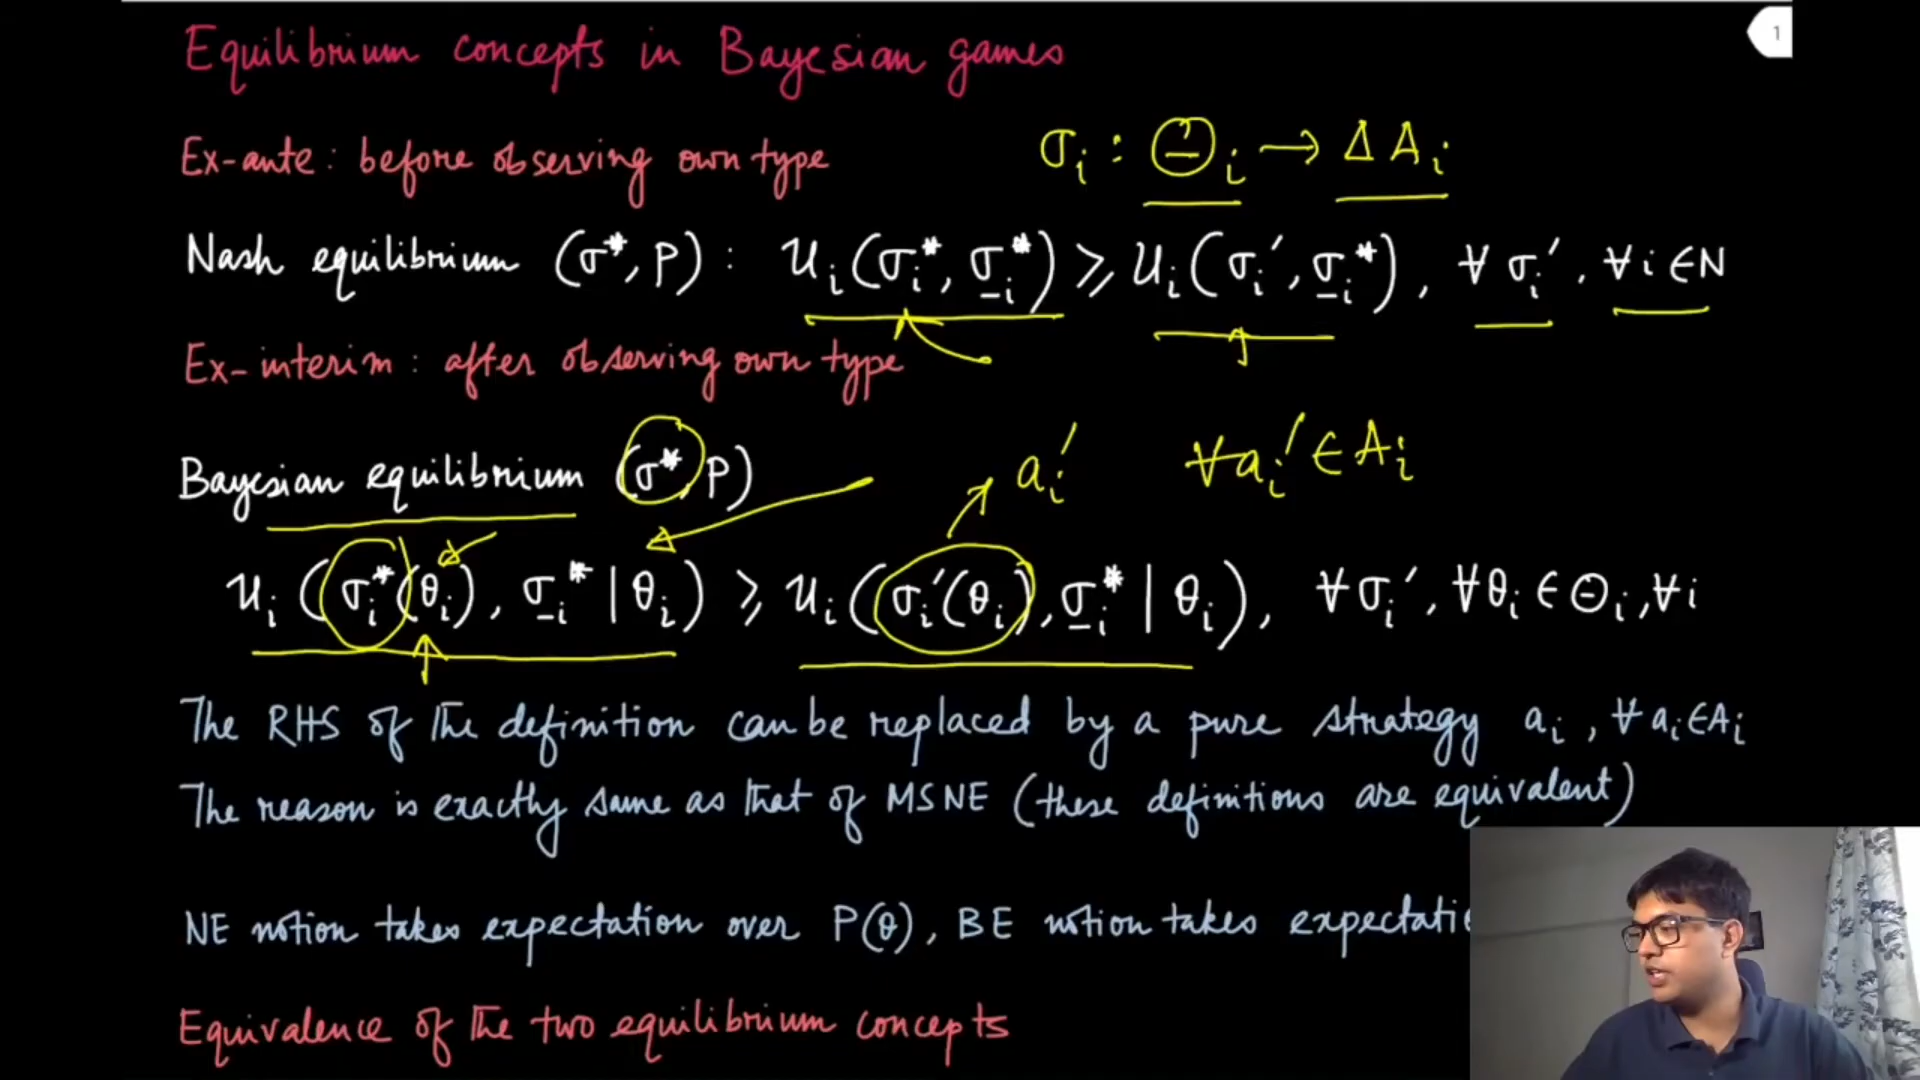 1
Equilibrium concepts in Bayesian games
Ex-ante: before observing own type
σᵢ : Θᵢ → Δ Aᵢ
Nash equilibrium (σ*, P) : uᵢ(σᵢ*, σ₋ᵢ*) ⩾ uᵢ(σᵢ′, σ₋ᵢ*), ∀ σᵢ′, ∀ i ∈ N
Ex-interim: after observing own type
Bayesian equilibrium (σ*, P)
aᵢ′ ∀aᵢ′ ∈ Aᵢ
uᵢ(σᵢ*(θᵢ), σ₋ᵢ* | θᵢ) ⩾ uᵢ(σᵢ′(θᵢ), σ₋ᵢ* | θᵢ), ∀ σᵢ′, ∀θᵢ ∈ Θᵢ, ∀i
The RHS of the definition can be replaced by a pure strategy aᵢ, ∀ aᵢ∈Aᵢ
The reason is exactly same as that of MSNE (these definitions are equivalent)
NE notion takes expectation over P(θ), BE notion takes
Equivalence of the two equilibrium concepts